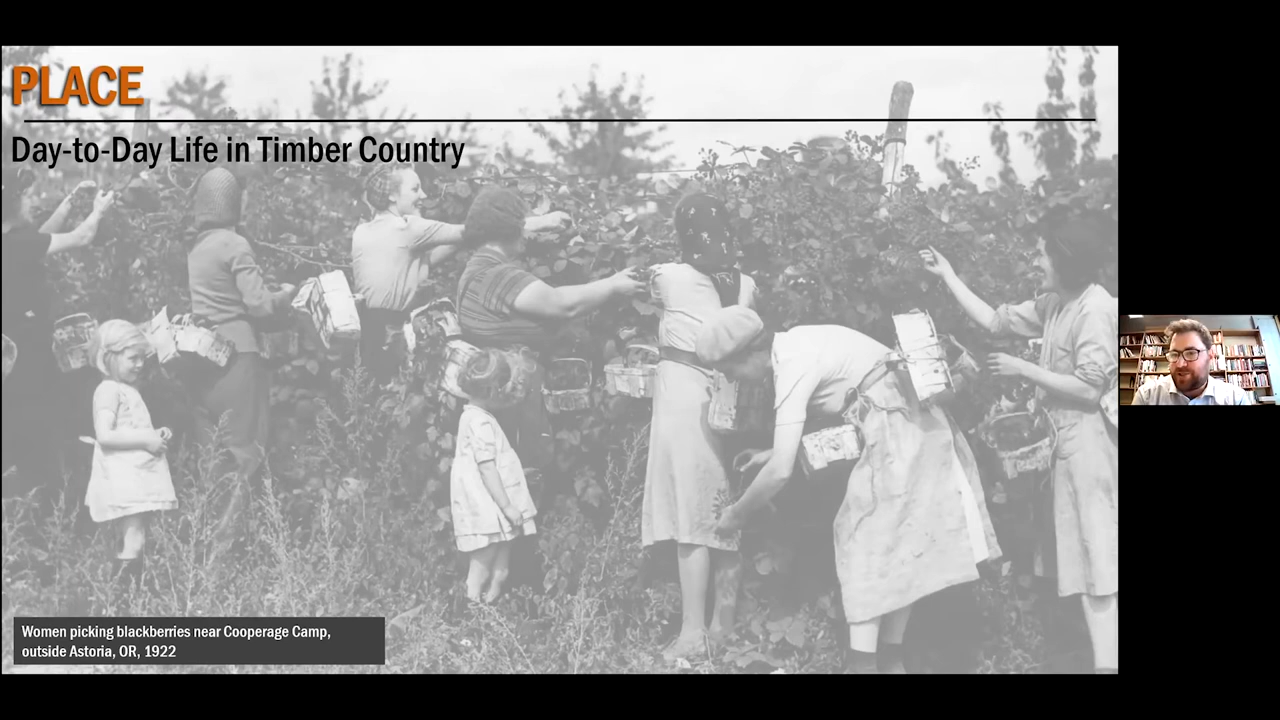 PLACE
Day-to-Day Life in Timber Country
Women picking blackberries near Cooperage Camp,
outside Astoria, OR, 1922